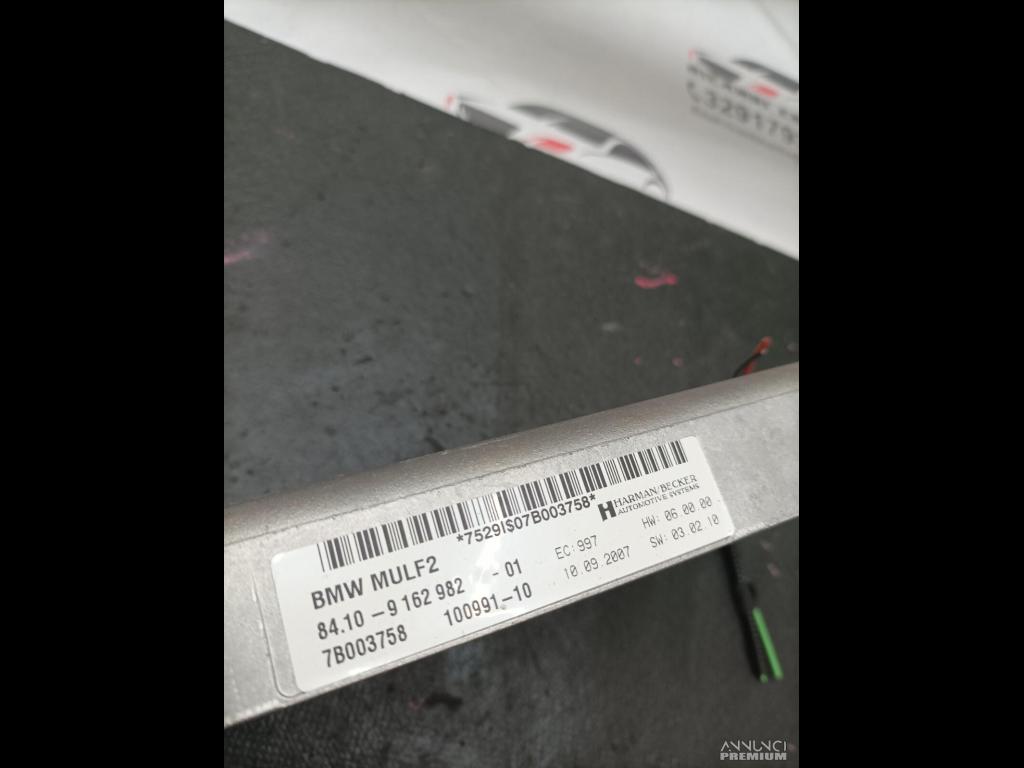 329179
*7529IS07B003758*
HARMAN/BECKER
AUTOMOTIVE SYSTEMS
BMW MULF2
EC: 997
HW: 06.00.00
84.10 - 9 162 982 - 01
10.09.2007
SW: 03.02.10
7B003758
100991-10
ANNUNCI
PREMIUM